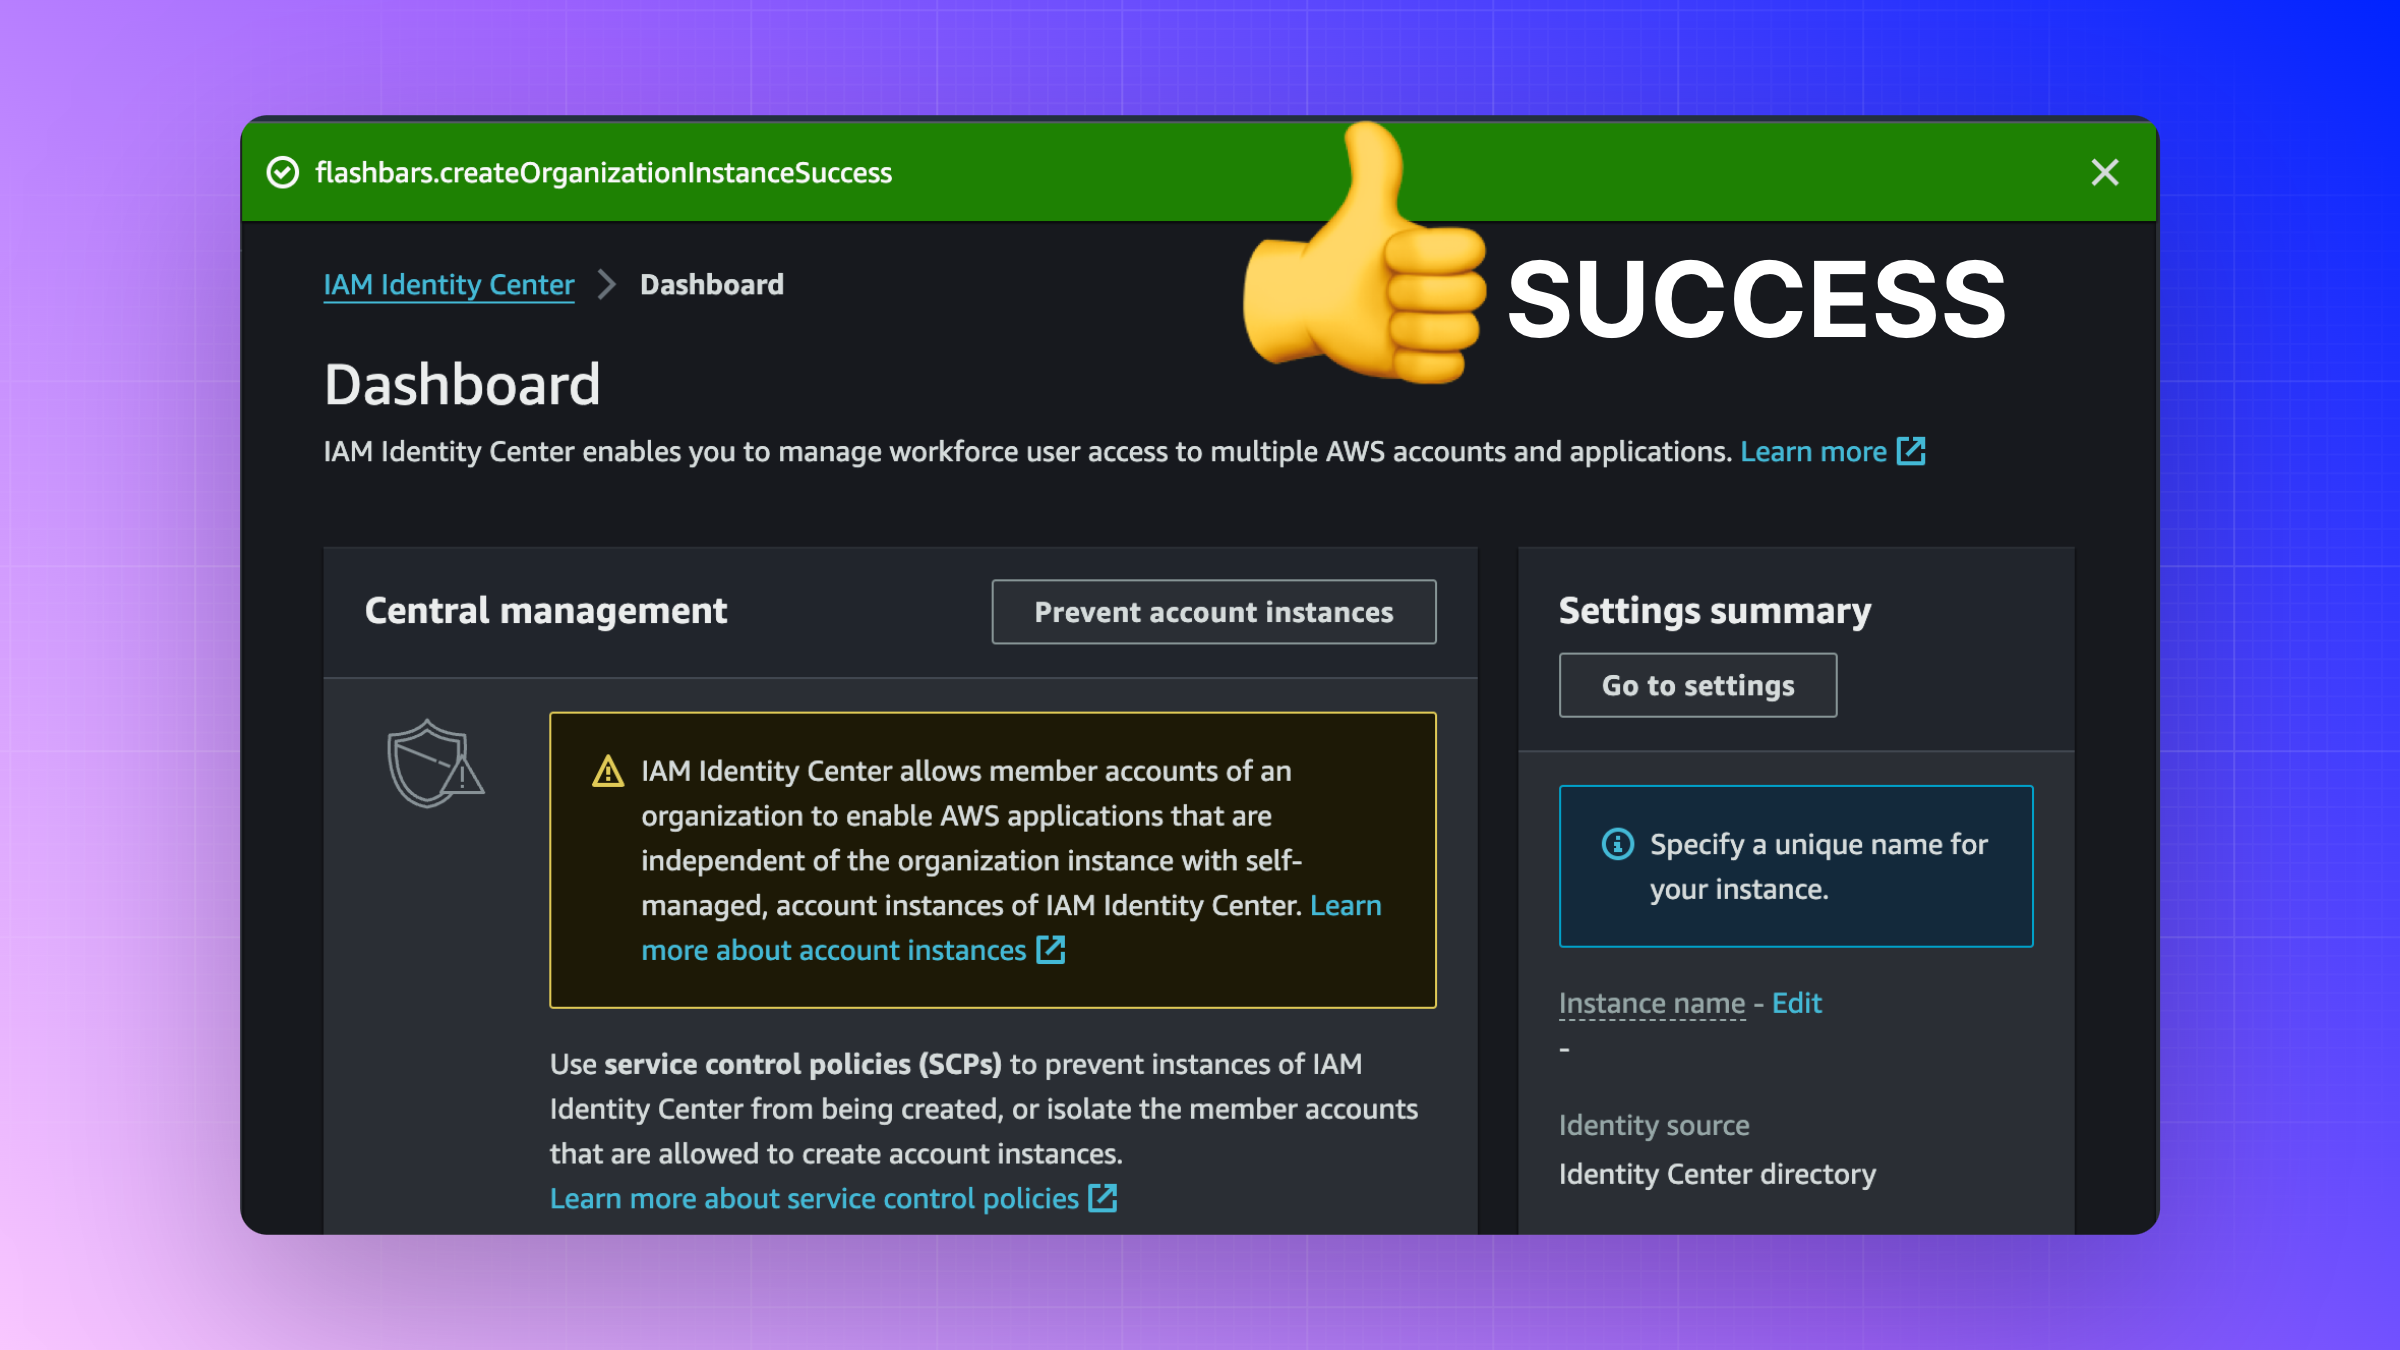 flashbars.createOrganizationInstanceSuccess
SUCCESS
IAM Identity Center Dashboard
Dashboard
IAM Identity Center enables you to manage workforce user access to multiple AWS accounts and applications. Learn more
Central management
Prevent account instances
IAM Identity Center allows member accounts of an
organization to enable AWS applications that are
independent of the organization instance with self-
managed, account instances of IAM Identity Center. Learn
more about account instances
Use service control policies (SCPs) to prevent instances of IAM
Identity Center from being created, or isolate the member accounts
that are allowed to create account instances.
Learn more about service control policies
Settings summary
Go to settings
Specify a unique name for
your instance.
Instance name - Edit
-
Identity source
Identity Center directory